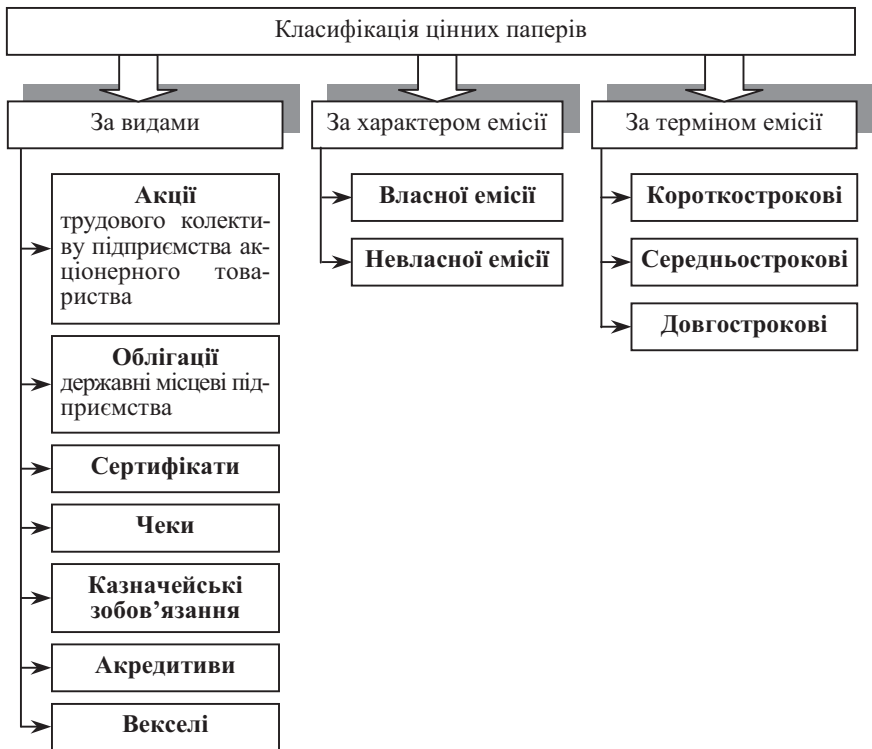 Класифікація цінних паперів
За видами
Акції
трудового колекти-
ву підприємства ак-
ціонерного това-
риства
Облігації
державні місцеві під-
приємства
Сертифікати
Чеки
Казначейські
зобов’язання
Акредитиви
Векселі
За характером емісії
Власної емісії
Невласної емісії
За терміном емісії
Короткострокові
Середньострокові
Довгострокові